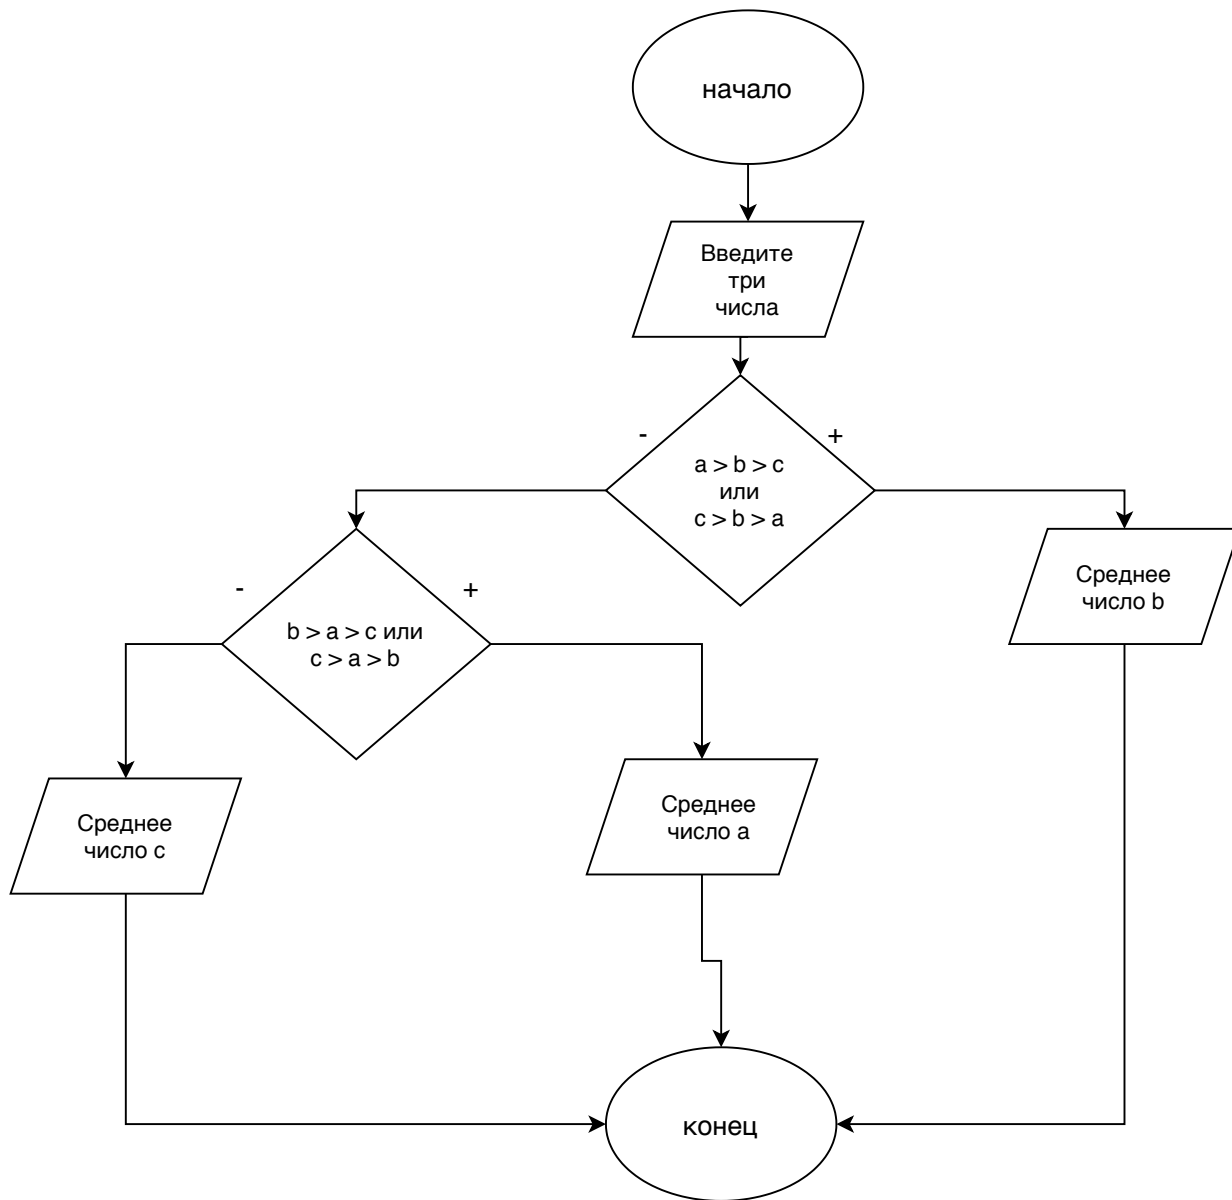 начало
Введите
три
числа
-
+
a > b > c
или
c > b > a
-
+
b > a > c или
c > a > b
Среднее
число b
Среднее
число c
Среднее
число a
конец